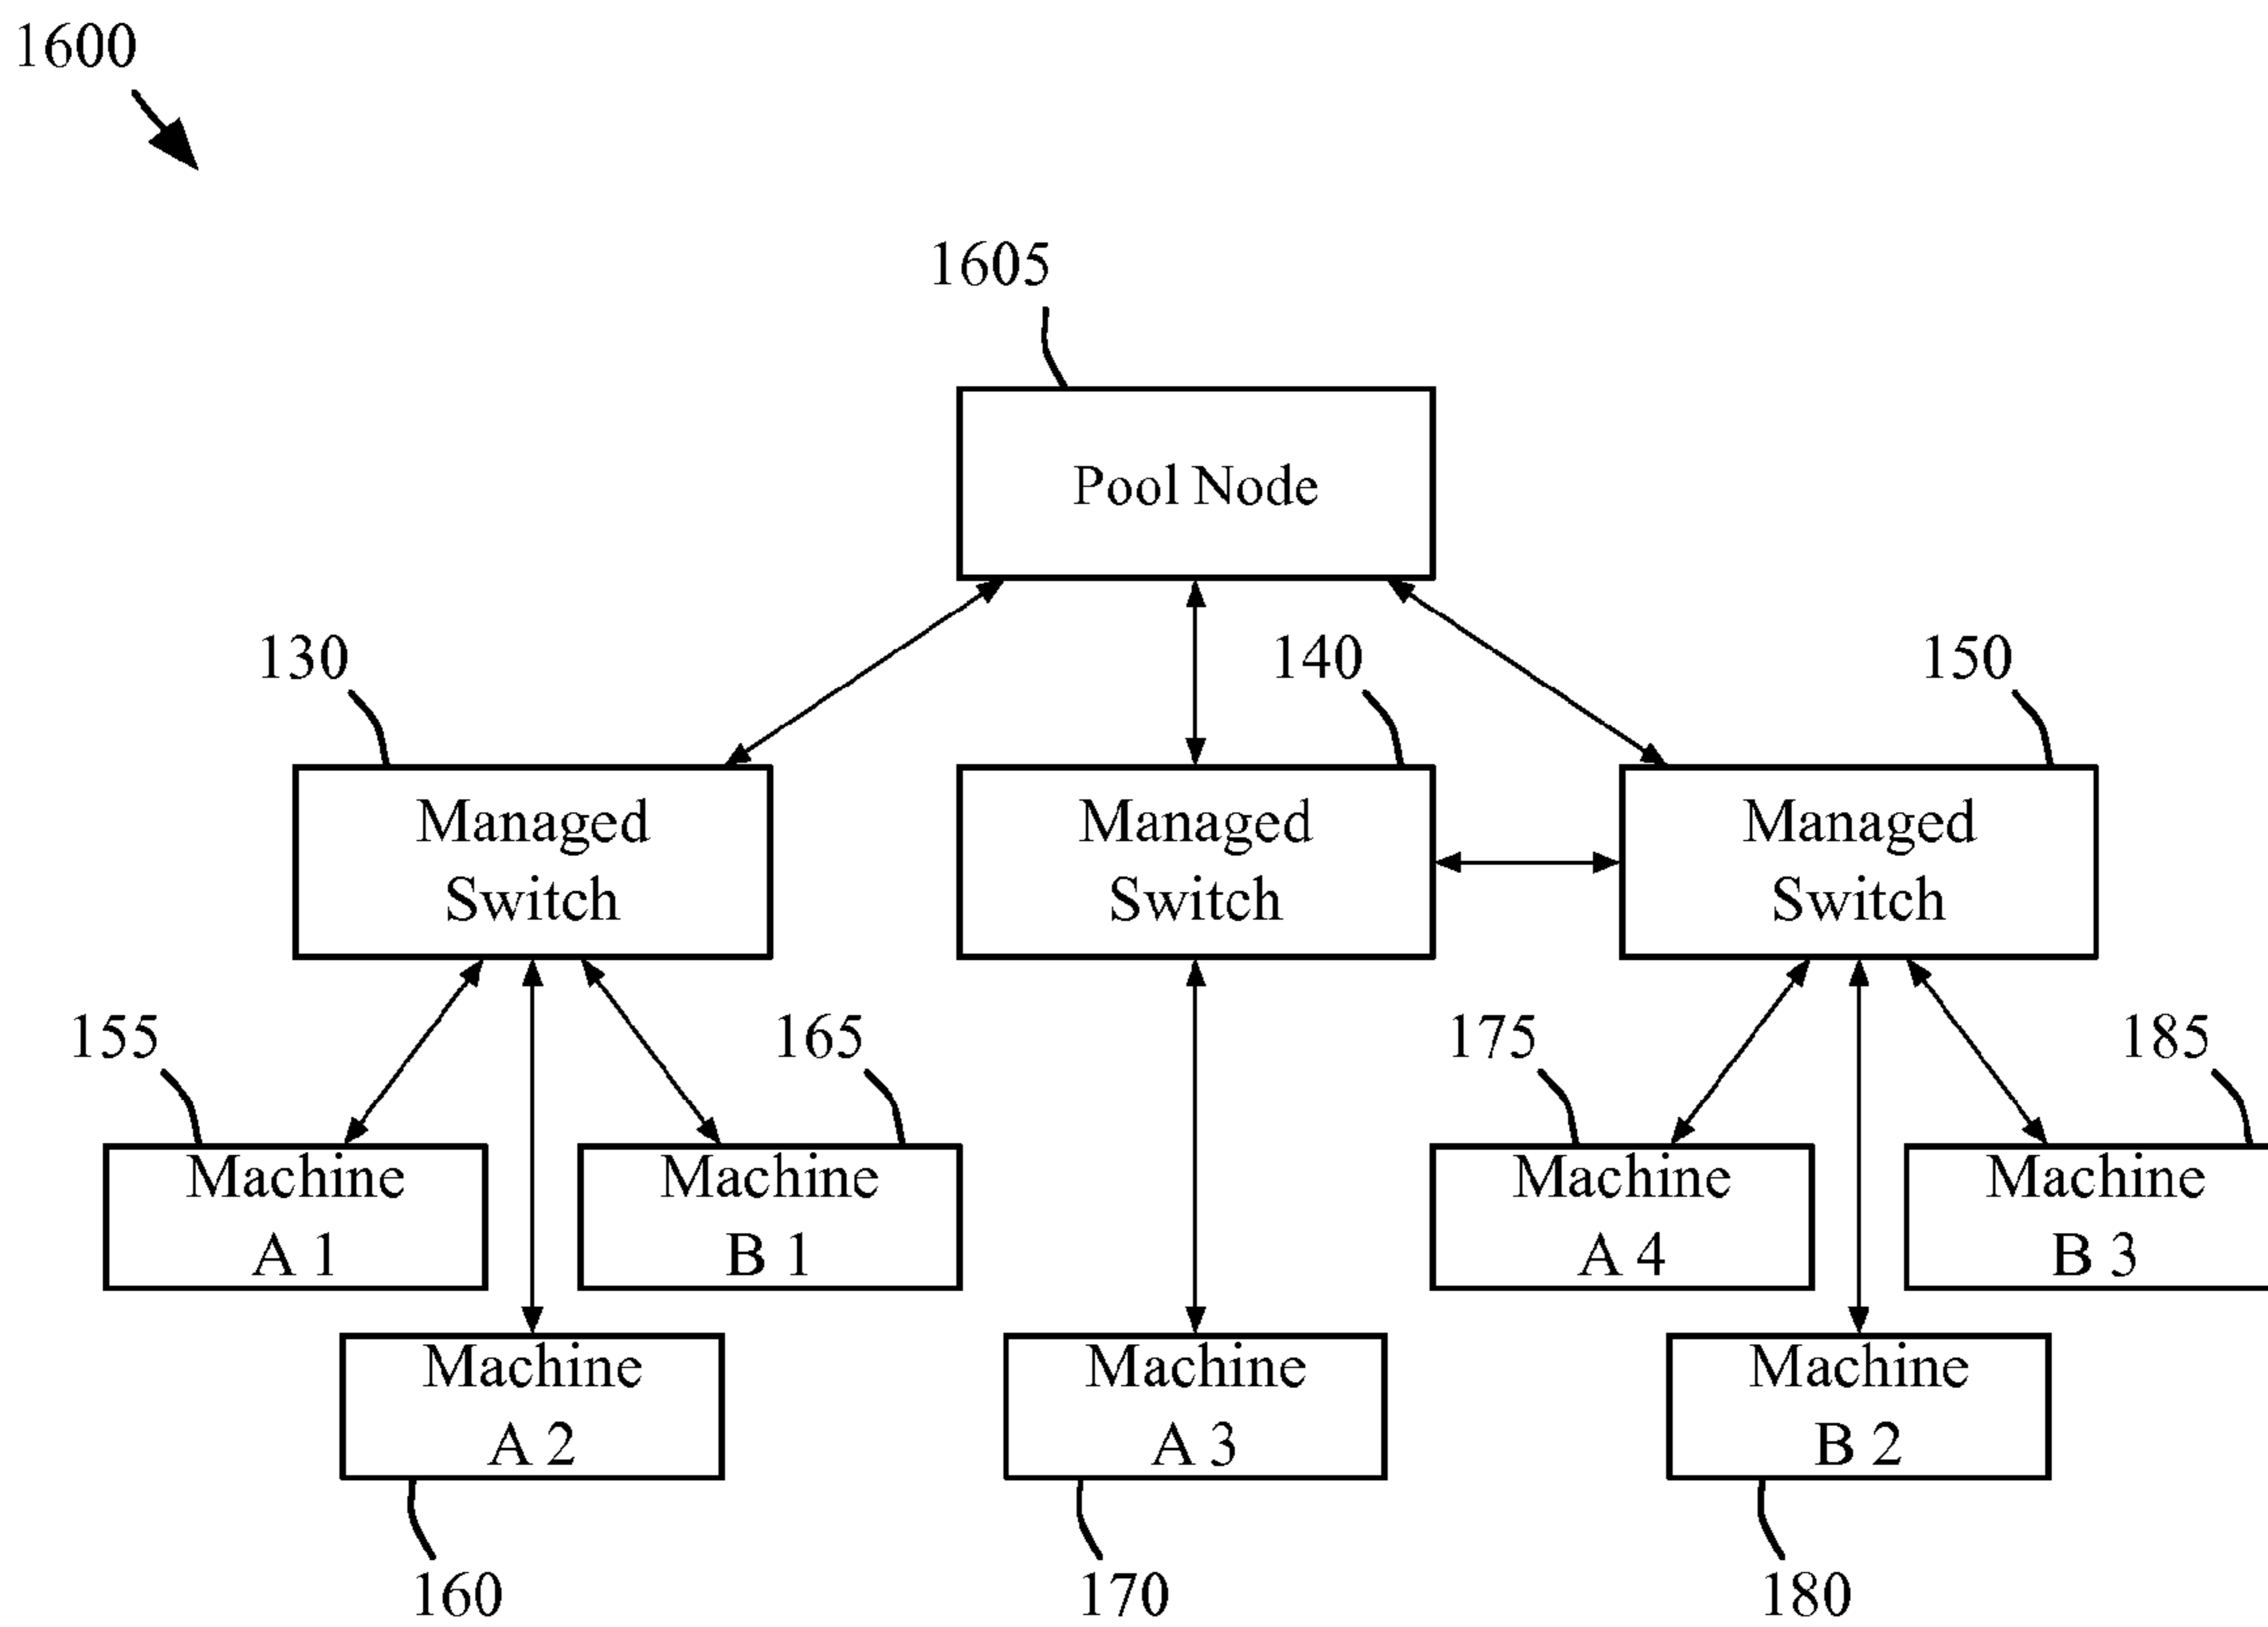 1600
1605
Pool Node
130
140
150
Managed
Switch
Managed
Switch
Managed
Switch
155
165
175
185
Machine
A 1
Machine
B 1
Machine
A 4
Machine
B 3
Machine
A 2
Machine
A 3
Machine
B 2
160
170
180